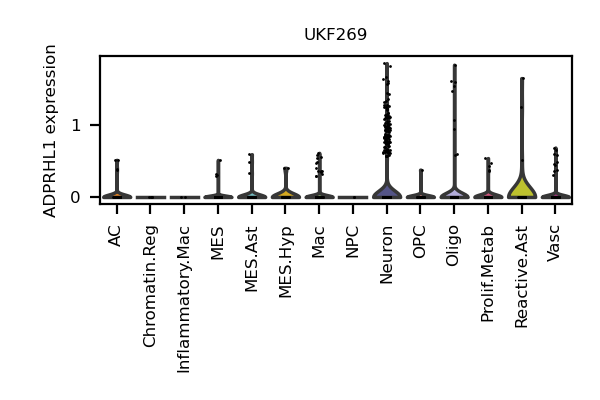 UKF269
ADPRHL1 expression
1
0
AC
Chromatin.Reg
Inflammatory.Mac
MES
MES.Ast
MES.Hyp
Mac
NPC
Neuron
OPC
Oligo
Prolif.Metab
Reactive.Ast
Vasc